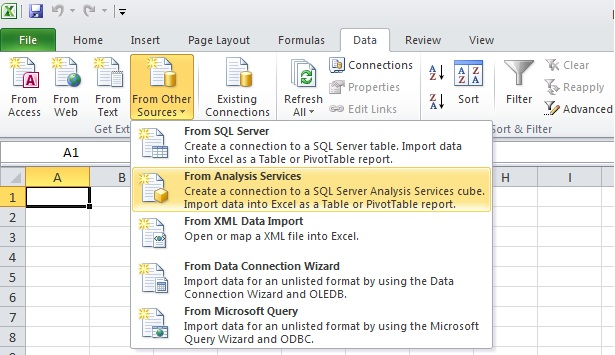 File Home Insert Page Layout Formulas Data Review View
From Access
From Web
From Text
From Other Sources
Existing Connections
Refresh All
Connections
Properties
Edit Links
Sort
Filter
Clear
Reapply
Advanced
Get Ext
Sort & Filter
A1
A B H I
1
2
3
4
5
6
7
8
From SQL Server
Create a connection to a SQL Server table. Import data
into Excel as a Table or PivotTable report.
From Analysis Services
Create a connection to a SQL Server Analysis Services cube.
Import data into Excel as a Table or PivotTable report.
From XML Data Import
Open or map a XML file into Excel.
From Data Connection Wizard
Import data for an unlisted format by using the Data
Connection Wizard and OLEDB.
From Microsoft Query
Import data for an unlisted format by using the Microsoft
Query Wizard and ODBC.